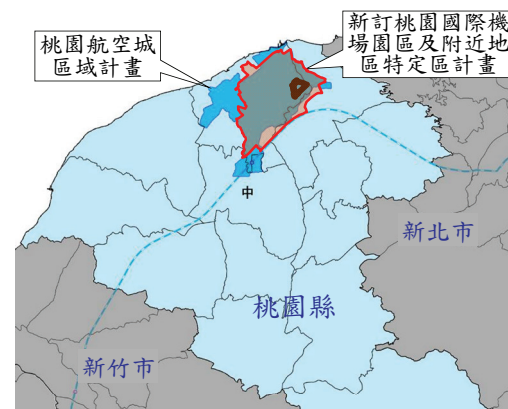 桃園航空城
區域計畫
新訂桃園國際機
場園區及附近地
區特定區計畫
中
新北市
桃園縣
新竹市